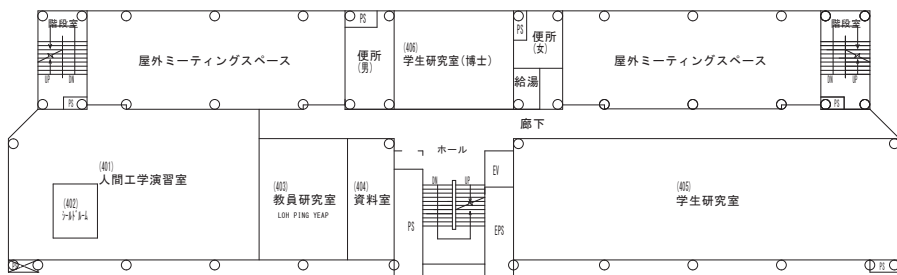 階段室
UP
DN
PS
屋外ミーティングスペース
PS
便所
(男)
(406)
学生研究室(博士)
PS
便所
(女)
給湯
屋外ミーティングスペース
階段室
UP
DN
PS
廊下
ホール
(401)
人間工学演習室
(402)
シールドルーム
(403)
教員研究室
LOH PING YEAP
(404)
資料室
PS
DN
UP
EV
EPS
(405)
学生研究室
PS
PS